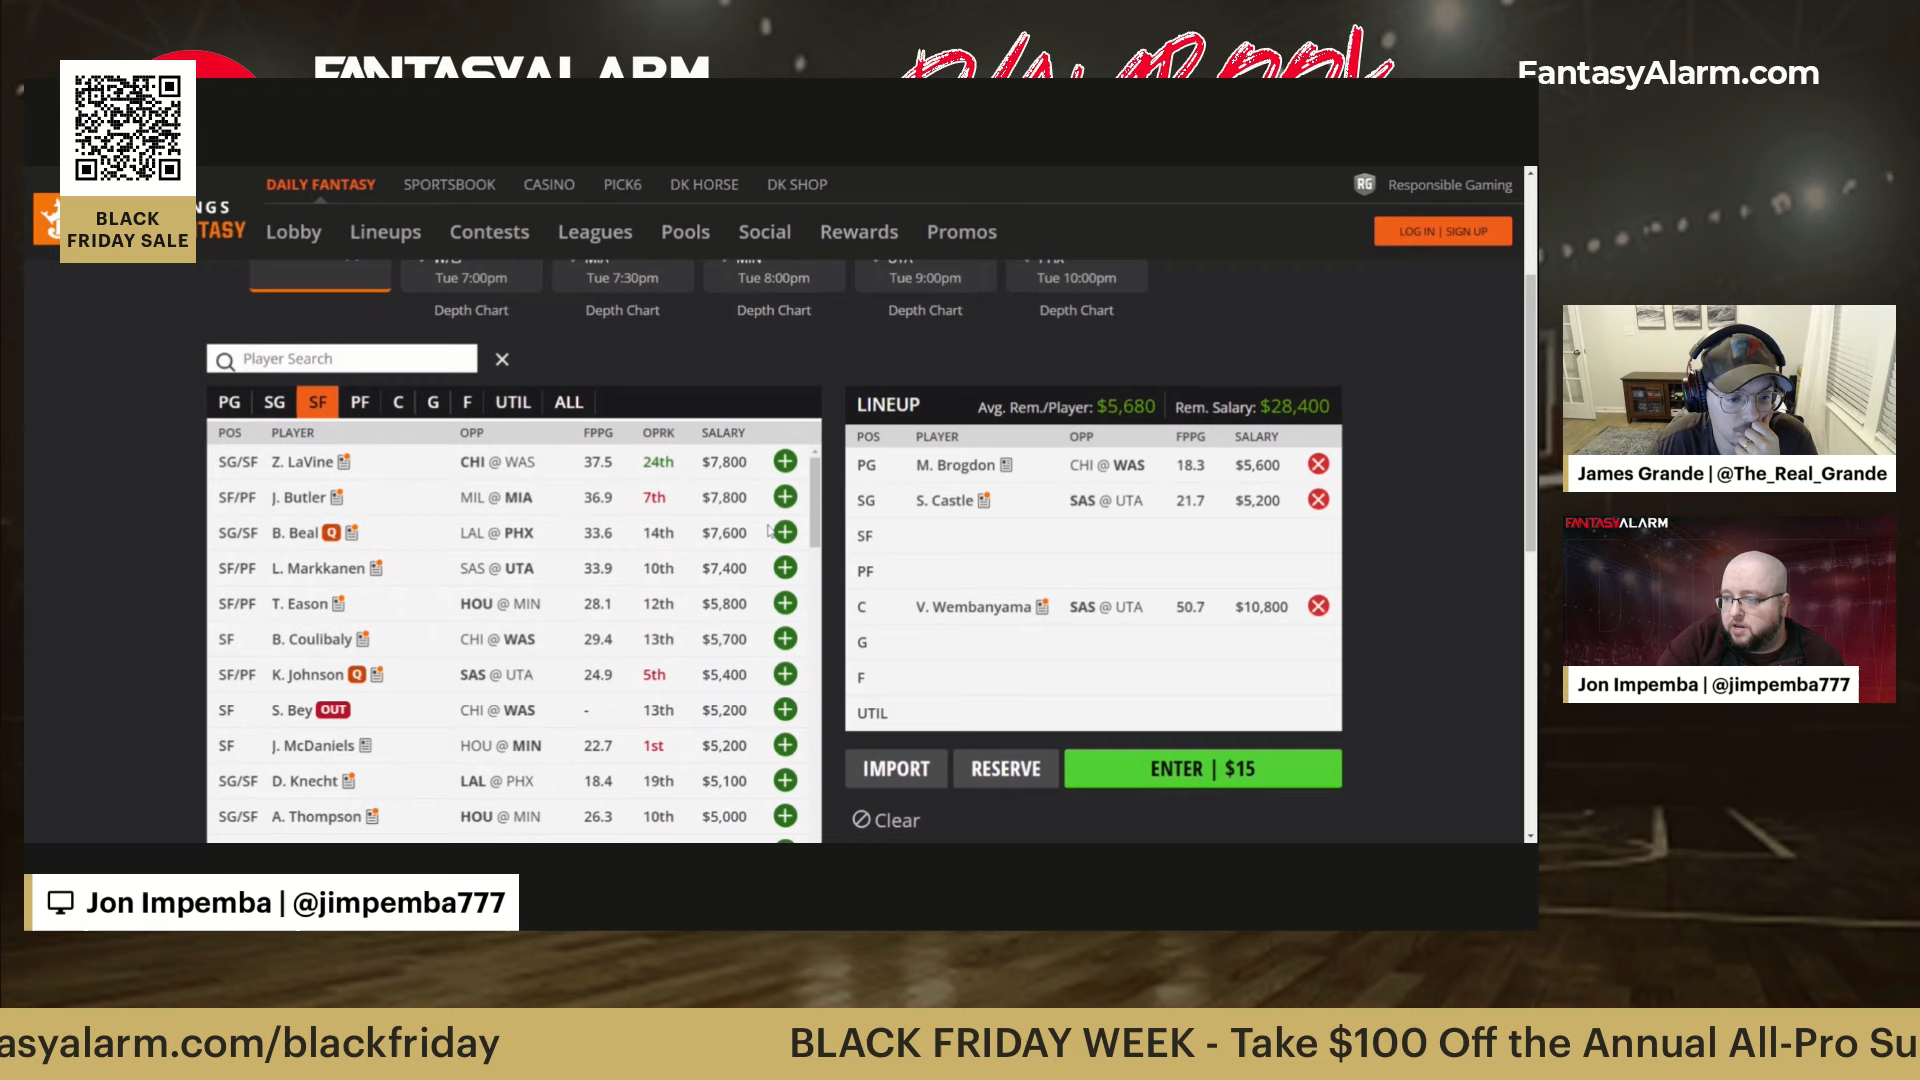 FANTASYALARM
PLAYBOOK
FantasyAlarm.com
BLACK
FRIDAY SALE
NGS
TASY
DAILY FANTASY SPORTSBOOK CASINO PICK6 DK HORSE DK SHOP
RG Responsible Gaming
Lobby Lineups Contests Leagues Pools Social Rewards Promos
LOG IN | SIGN UP
Tue 7:00pm Tue 7:30pm Tue 8:00pm Tue 9:00pm Tue 10:00pm
Depth Chart Depth Chart Depth Chart Depth Chart Depth Chart
Player Search
PG SG SF PF C G F UTIL ALL
POS PLAYER OPP FPPG OPRK SALARY
SG/SF Z. LaVine CHI @ WAS 37.5 24th $7,800
SF/PF J. Butler MIL @ MIA 36.9 7th $7,800
SG/SF B. Beal Q LAL @ PHX 33.6 14th $7,600
SF/PF L. Markkanen SAS @ UTA 33.9 10th $7,400
SF/PF T. Eason HOU @ MIN 28.1 12th $5,800
SF B. Coulibaly CHI @ WAS 29.4 13th $5,700
SF/PF K. Johnson Q SAS @ UTA 24.9 5th $5,400
SF S. Bey OUT CHI @ WAS - 13th $5,200
SF J. McDaniels HOU @ MIN 22.7 1st $5,200
SG/SF D. Knecht LAL @ PHX 18.4 19th $5,100
SG/SF A. Thompson HOU @ MIN 26.3 10th $5,000
LINEUP Avg. Rem./Player: $5,680 Rem. Salary: $28,400
POS PLAYER OPP FPPG SALARY
PG M. Brogdon CHI @ WAS 18.3 $5,600
SG S. Castle SAS @ UTA 21.7 $5,200
SF
PF
C V. Wembanyama SAS @ UTA 50.7 $10,800
G
F
UTIL
IMPORT RESERVE ENTER | $15
Clear
James Grande | @The_Real_Grande
FANTASYALARM
Jon Impemba | @jimpemba777
Jon Impemba | @jimpemba777
asyalarm.com/blackfriday BLACK FRIDAY WEEK - Take $100 Off the Annual All-Pro Su